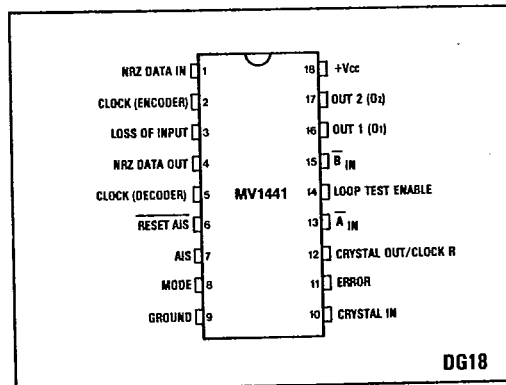 NRZ DATA IN 1
CLOCK (ENCODER) 2
LOSS OF INPUT 3
NRZ DATA OUT 4
CLOCK (DECODER) 5
RESET AIS 6
AIS 7
MODE 8
GROUND 9
MV1441
18 +Vcc
17 OUT 2 (O2)
16 OUT 1 (O1)
15 B IN
14 LOOP TEST ENABLE
13 A IN
12 CRYSTAL OUT/CLOCK R
11 ERROR
10 CRYSTAL IN
DG18